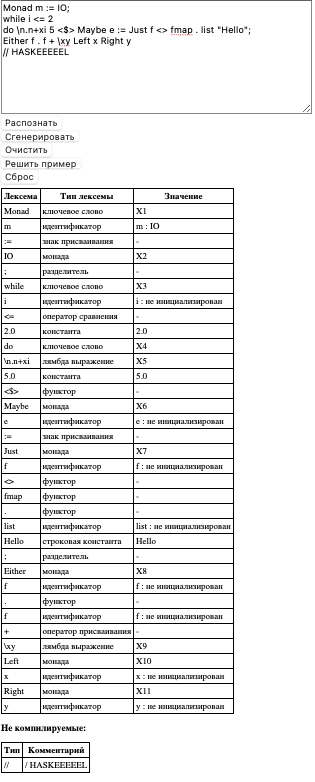 Monad m := IO;
while i <= 2
do \n.n+xi 5 <$> Maybe e := Just f <> fmap . list "Hello";
Either f . f + \xy Left x Right y
// HASKEEEEEL
Распознать
Сгенерировать
Очистить
Решить пример
Сброс
Лексема Тип лексемы Значение
Monad ключевое слово X1
m идентификатор m : IO
:= знак присваивания -
IO монада X2
; разделитель -
while ключевое слово X3
i идентификатор i : не инициализирован
<= оператор сравнения -
2.0 константа 2.0
do ключевое слово X4
\n.n+xi лямбда выражение X5
5.0 константа 5.0
<$> функтор -
Maybe монада X6
e идентификатор e : не инициализирован
:= знак присваивания -
Just монада X7
f идентификатор f : не инициализирован
<> функтор -
fmap функтор -
. функтор -
list идентификатор list : не инициализирован
Hello строковая константа Hello
; разделитель -
Either монада X8
f идентификатор f : не инициализирован
. функтор -
f идентификатор f : не инициализирован
+ оператор присваивания -
\xy лямбда выражение X9
Left монада X10
x идентификатор x : не инициализирован
Right монада X11
y идентификатор y : не инициализирован
Не компилируемые:
Тип Комментарий
// / HASKEEEEEL